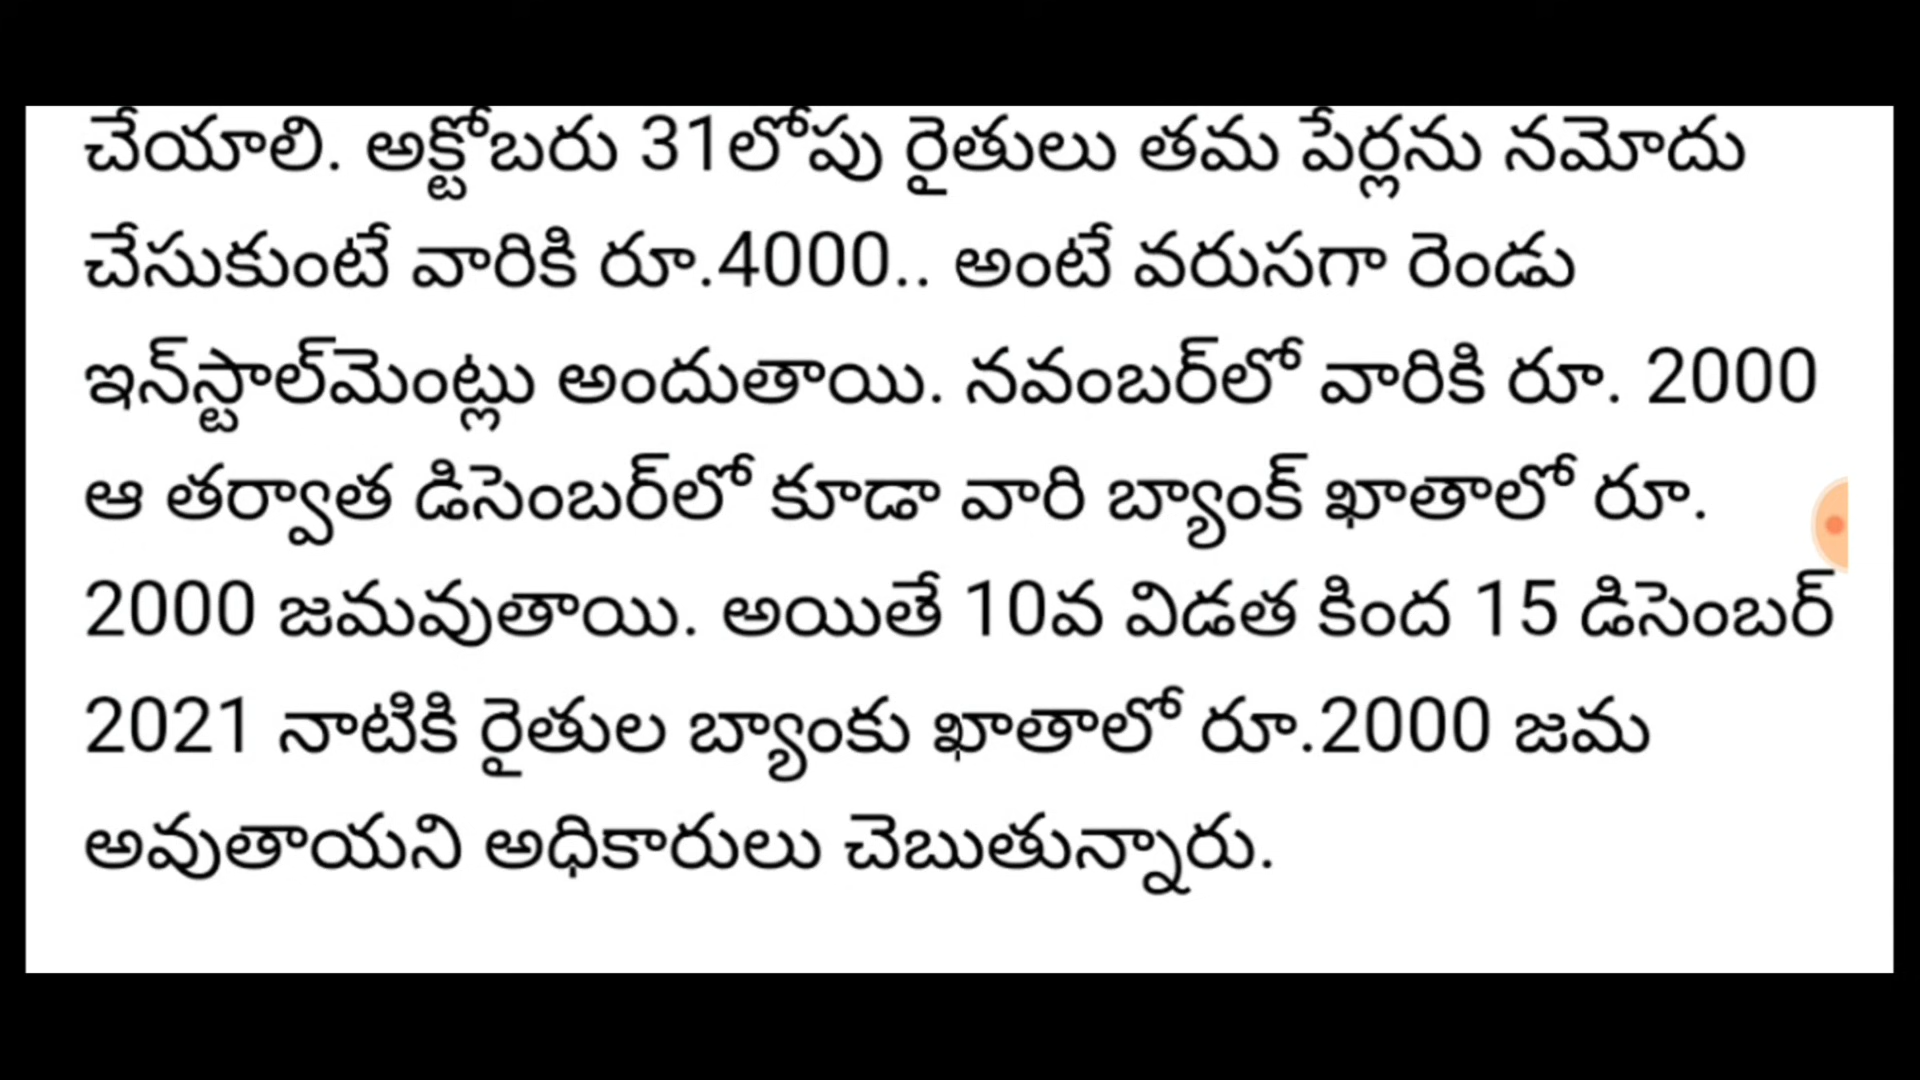 చేయాలి. అక్టోబరు 31లోపు రైతులు తమ పేర్లను నమోదు
చేసుకుంటే వారికి రూ.4000.. అంటే వరుసగా రెండు
ఇన్‌స్టాల్‌మెంట్లు అందుతాయి. నవంబర్‌లో వారికి రూ. 2000
ఆ తర్వాత డిసెంబర్‌లో కూడా వారి బ్యాంక్ ఖాతాలో రూ.
2000 జమవుతాయి. అయితే 10వ విడత కింద 15 డిసెంబర్
2021 నాటికి రైతుల బ్యాంకు ఖాతాలో రూ.2000 జమ
అవుతాయని అధికారులు చెబుతున్నారు.